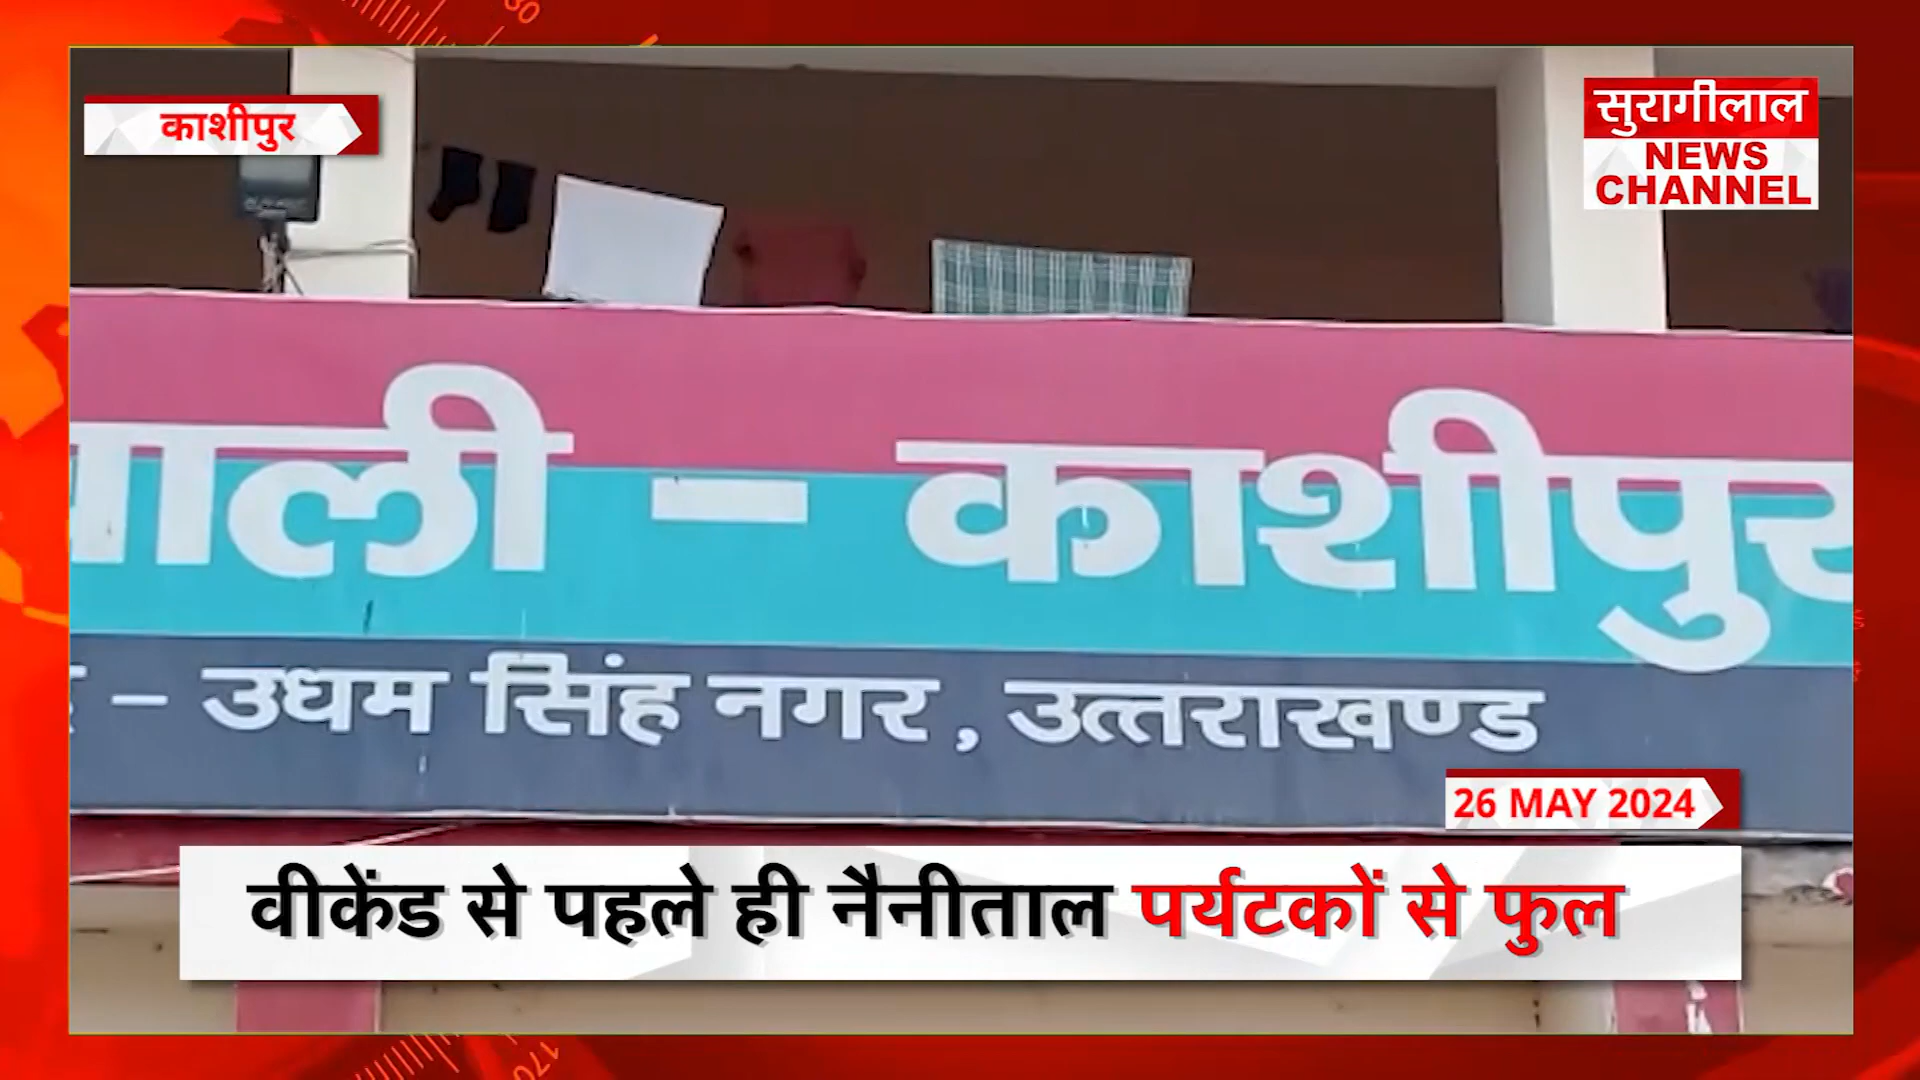 काशीपुर
सुरागीलाल
NEWS
CHANNEL
- काशीपुर
- उधम सिंह नगर, उत्तराखण्ड
26 MAY 2024
वीकेंड से पहले ही नैनीताल पर्यटकों से फुल